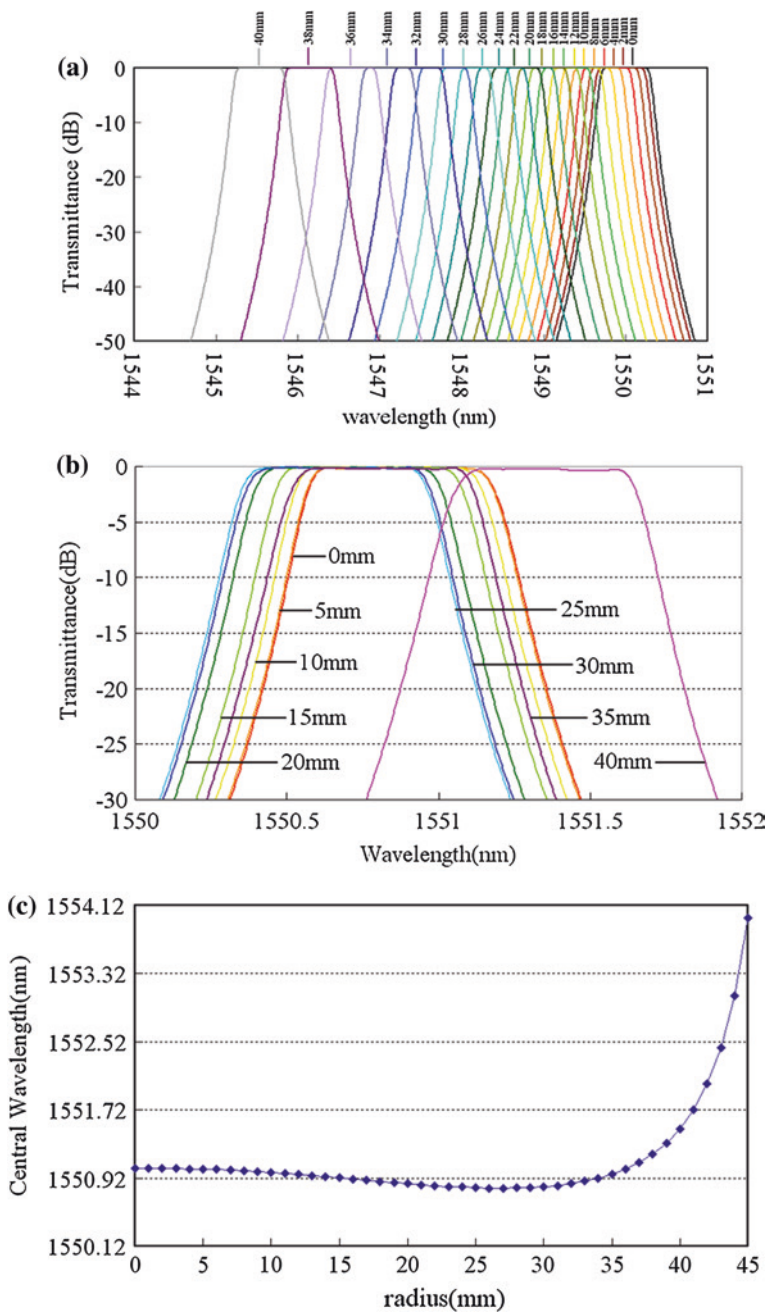 40mm
38mm
36mm
34mm
32mm
30mm
28mm
26mm
24mm
22mm
20mm
18mm
16mm
14mm
12mm
10mm
8mm
6mm
4mm
2mm
0mm
(a)
0
-10
-20
-30
-40
-50
Transmittance (dB)
1544
1545
1546
1547
1548
1549
1550
1551
wavelength (nm)
(b)
0
-5
-10
-15
-20
-25
-30
Transmittance(dB)
0mm
5mm
10mm
15mm
20mm
25mm
30mm
35mm
40mm
1550
1550.5
1551
1551.5
1552
Wavelength(nm)
(c)
1554.12
1553.32
1552.52
1551.72
1550.92
1550.12
Central Wavelength(nm)
0
5
10
15
20
25
30
35
40
45
radius(mm)